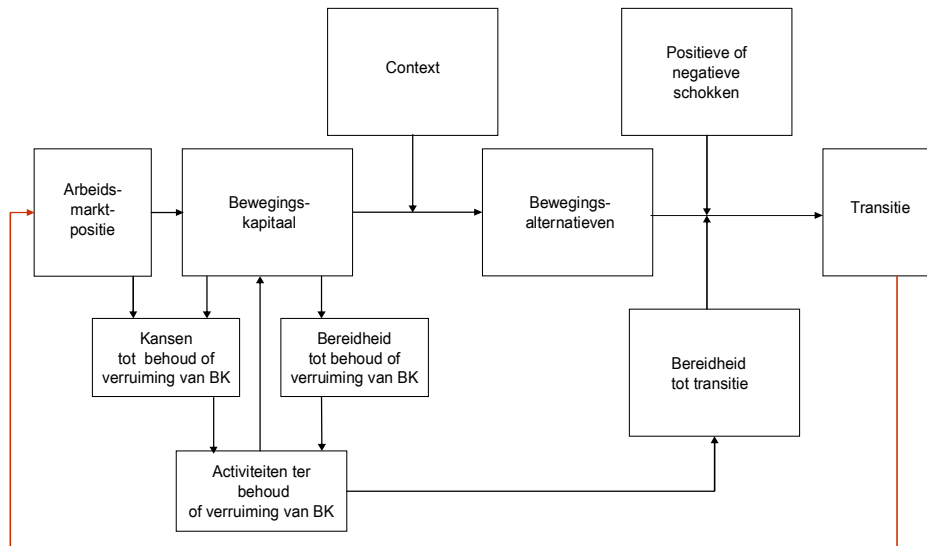 Context
Positieve of
negatieve
schokken
Arbeids-
markt-
positie
Bewegings-
kapitaal
Bewegings-
alternatieven
Transitie
Kansen
tot behoud of
verruiming van BK
Bereidheid
tot behoud of
verruiming van BK
Bereidheid
tot transitie
Activiteiten ter
behoud
of verruiming van BK